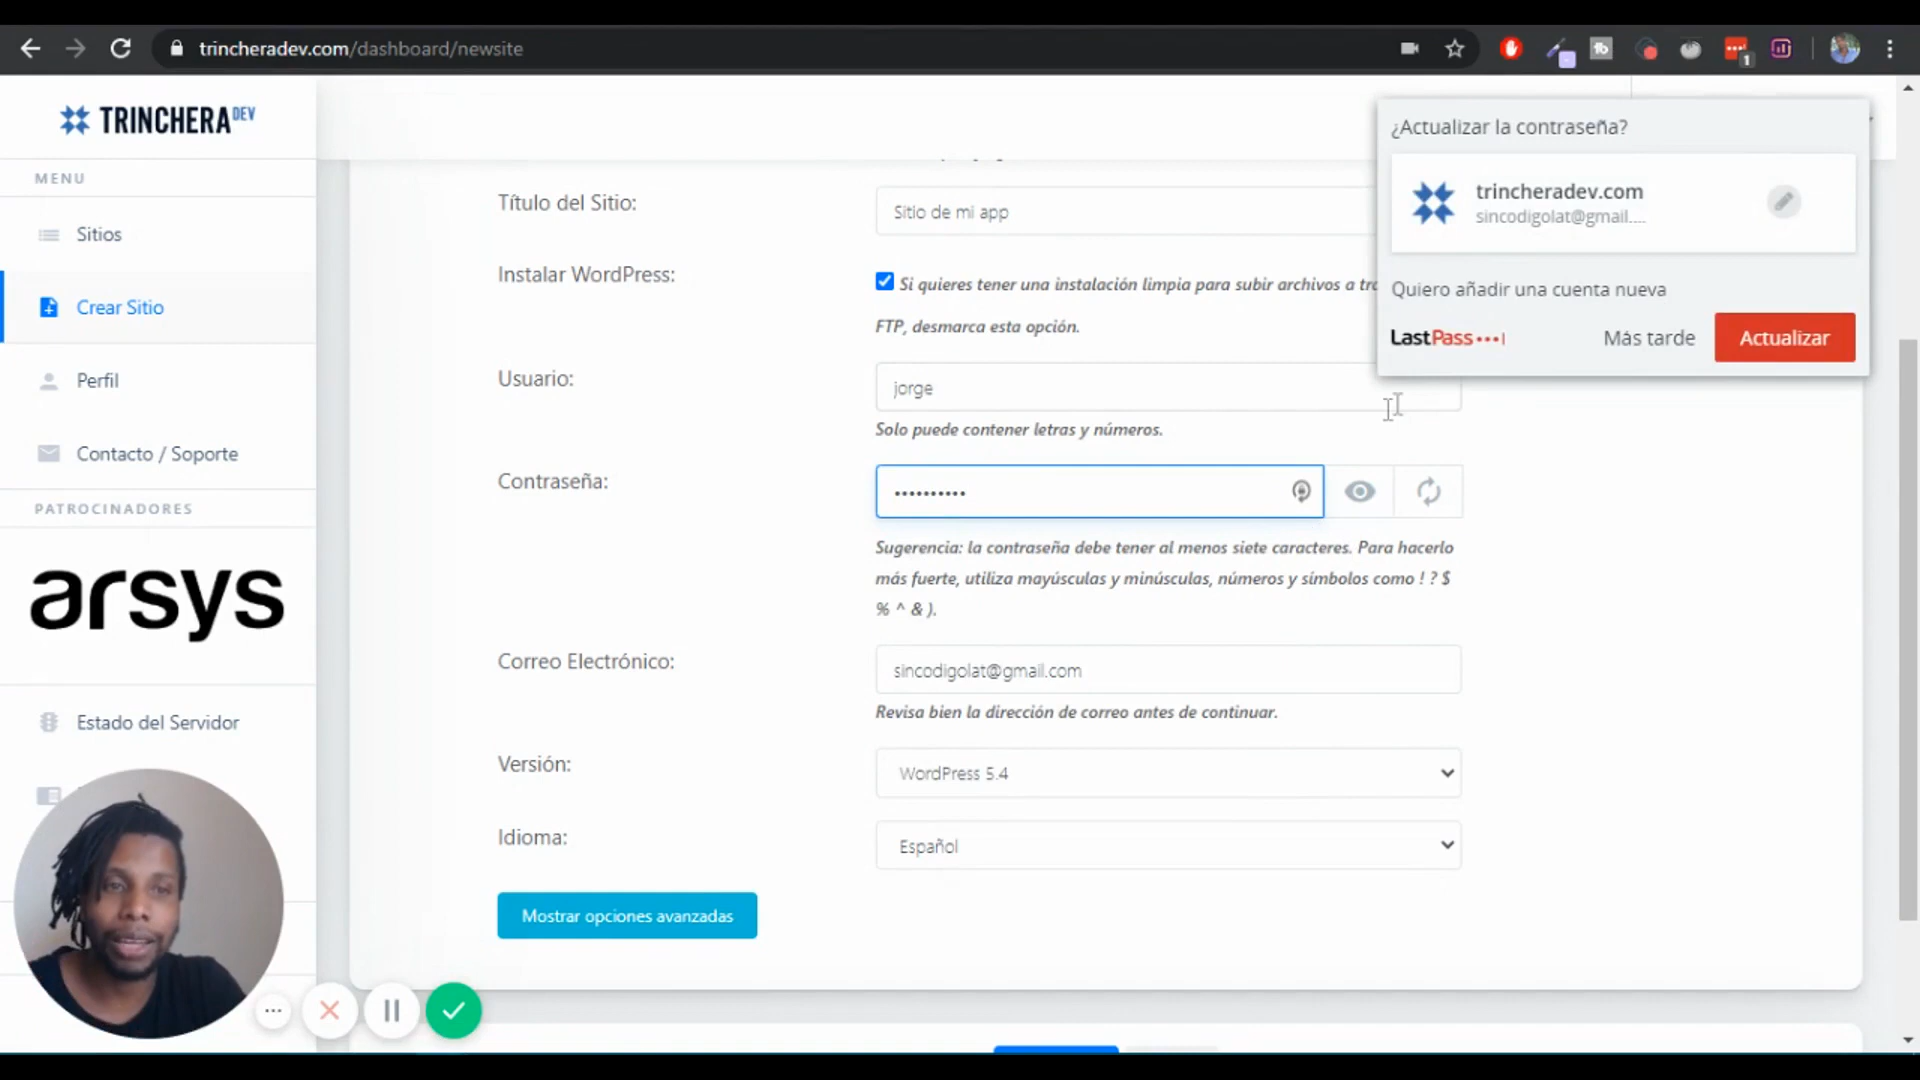 trincheradev.com/dashboard/newsite
1
TRINCHERA DEV
MENU
Sitios
Crear Sitio
Perfil
Contacto / Soporte
PATROCINADORES
arsys
Estado del Servidor
Título del Sitio:
Sitio de mi app
Instalar WordPress:
Si quieres tener una instalación limpia para subir archivos a
FTP, desmarca esta opción.
Usuario:
jorge
Solo puede contener letras y números.
Contraseña:
••••••••••
Sugerencia: la contraseña debe tener al menos siete caracteres. Para hacerlo
más fuerte, utiliza mayúsculas y minúsculas, números y símbolos como ! ? $
% ^ & ).
Correo Electrónico:
sincodigolat@gmail.com
Revisa bien la dirección de correo antes de continuar.
Versión:
WordPress 5.4
Idioma:
Español
Mostrar opciones avanzadas
¿Actualizar la contraseña?
trincheradev.com
sincodigolat@gmail....
Quiero añadir una cuenta nueva
LastPass
Más tarde
Actualizar